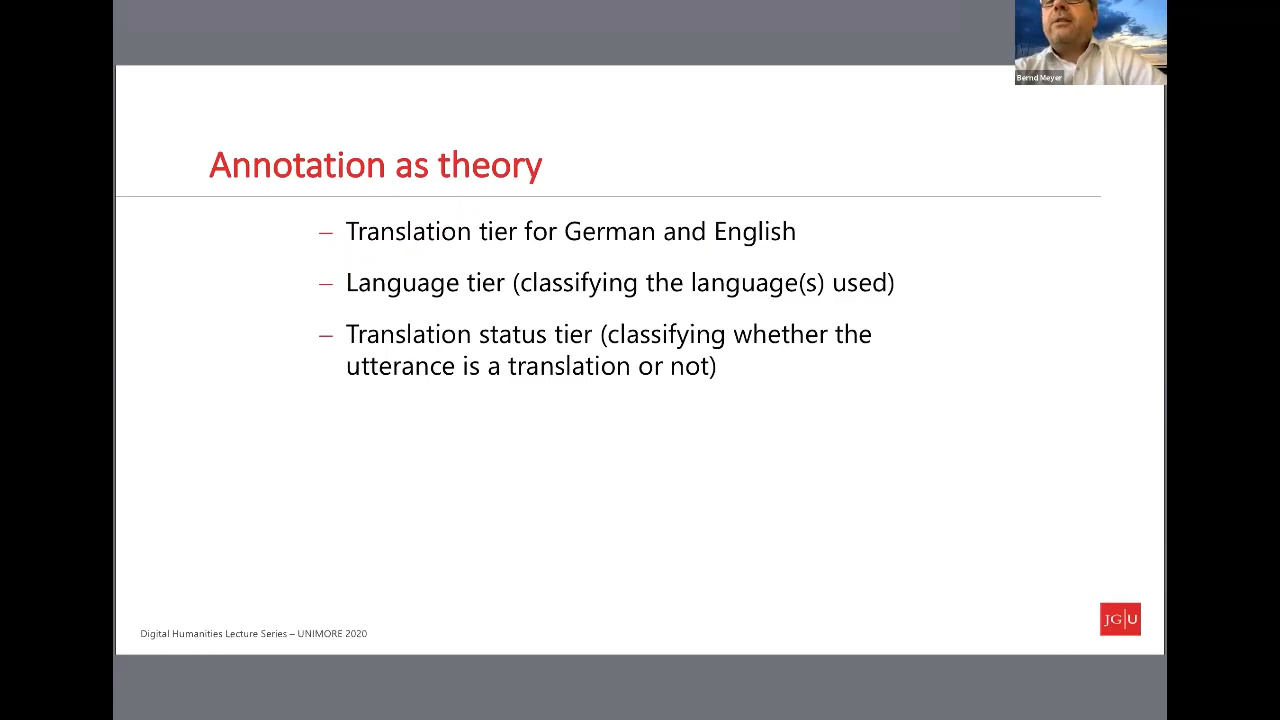 Bernd Meyer
Annotation as theory
– Translation tier for German and English
– Language tier (classifying the language(s) used)
– Translation status tier (classifying whether the
utterance is a translation or not)
Digital Humanities Lecture Series – UNIMORE 2020
JG|U